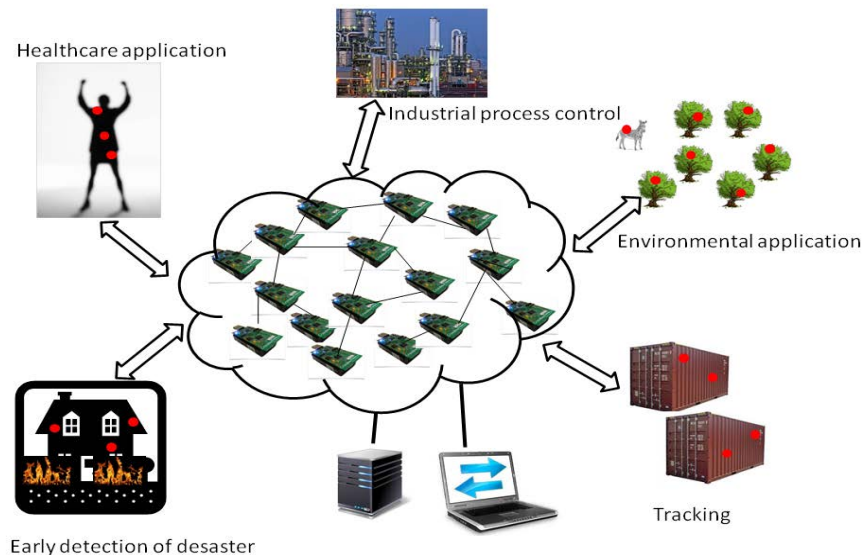 Healthcare application
Industrial process control
Environmental application
Tracking
Early detection of desaster